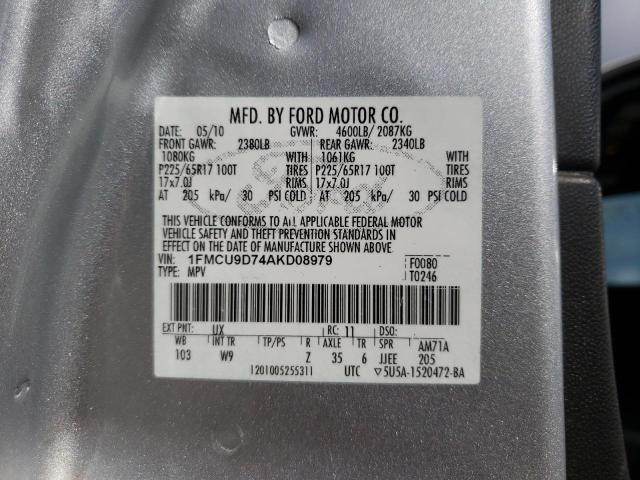 MFD. BY FORD MOTOR CO.
DATE: 05/10 GVWR: 4600LB/ 2087KG
FRONT GAWR: 2380LB REAR GAWR: 2340LB
1080KG WITH 1061KG WITH
P225/65R17 100T TIRES P225/65R17 100T TIRES
17x7.0J RIMS 17x7.0J RIMS
AT 205 kPa/ 30 PSI COLD AT 205 kPa/ 30 PSI COLD
THIS VEHICLE CONFORMS TO ALL APPLICABLE FEDERAL MOTOR
VEHICLE SAFETY AND THEFT PREVENTION STANDARDS IN
EFFECT ON THE DATE OF MANUFACTURE SHOWN ABOVE.
VIN: 1FMCU9D74AKD08979 F0080
TYPE: MPV T0246
EXT PNT: UX RC: 11 DSO:
WB INT TR TP/PS R AXLE TR SPR AM71A
103 W9 Z 35 6 JJEE 205
1201005255311 UTC ▽5U5A-1520472-BA